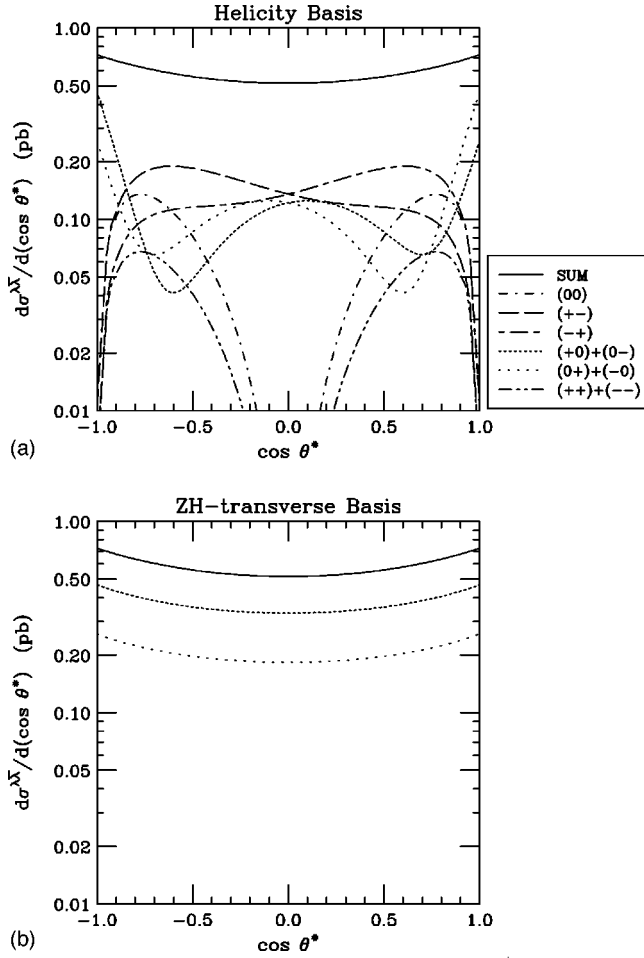 Helicity Basis
1.00
0.50
0.20
0.10
0.05
0.02
0.01
dσ^λλ̄/d(cos θ*) (pb)
−1.0 −0.5 0.0 0.5 1.0
cos θ*
(a)
SUM
(00)
(+−)
(−+)
(+0)+(0−)
(0+)+(−0)
(++)+(−−)
ZH−transverse Basis
1.00
0.50
0.20
0.10
0.05
0.02
0.01
dσ^λλ̄/d(cos θ*) (pb)
−1.0 −0.5 0.0 0.5 1.0
cos θ*
(b)